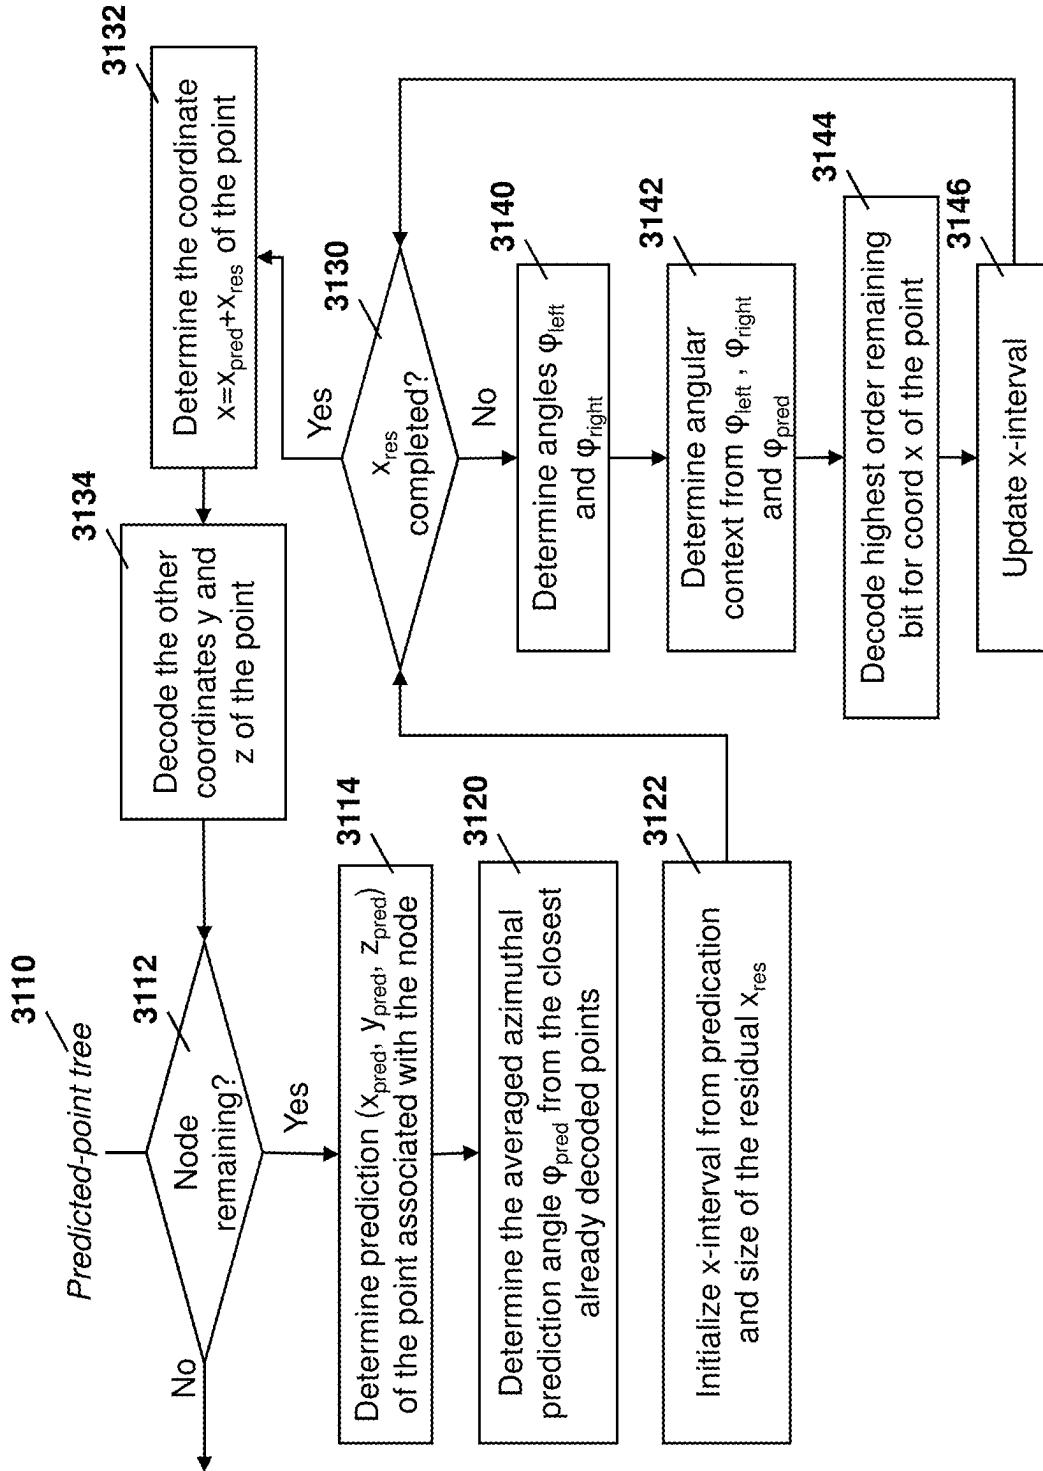 3110
Predicted-point tree
3112
Node
remaining?
No
Yes
3114
Determine prediction (xpred, ypred, zpred)
of the point associated with the node
3120
Determine the averaged azimuthal
prediction angle φpred from the closest
already decoded points
3122
Initialize x-interval from predication
and size of the residual xres
3130
xres
completed?
Yes
No
3132
Determine the coordinate
x=xpred+xres of the point
3134
Decode the other
coordinates y and
z of the point
3140
Determine angles φleft
and φright
3142
Determine angular
context from φleft , φright
and φpred
3144
Decode highest order remaining
bit for coord x of the point
3146
Update x-interval